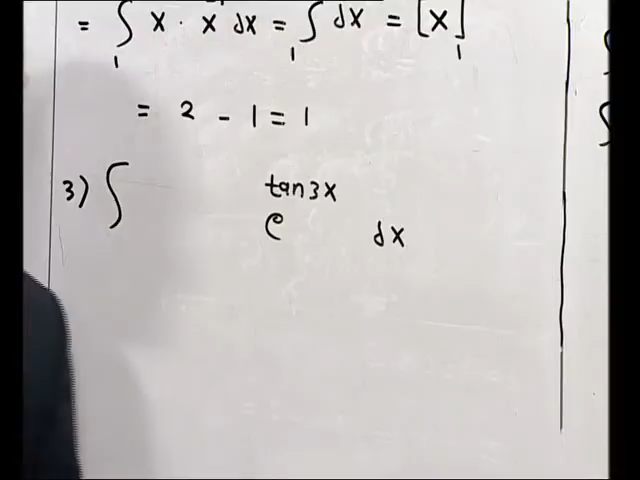 = ∫ x · x dx = ∫ dx = [x]
1 1 1
= 2 - 1 = 1
3) ∫ e^tan3x dx